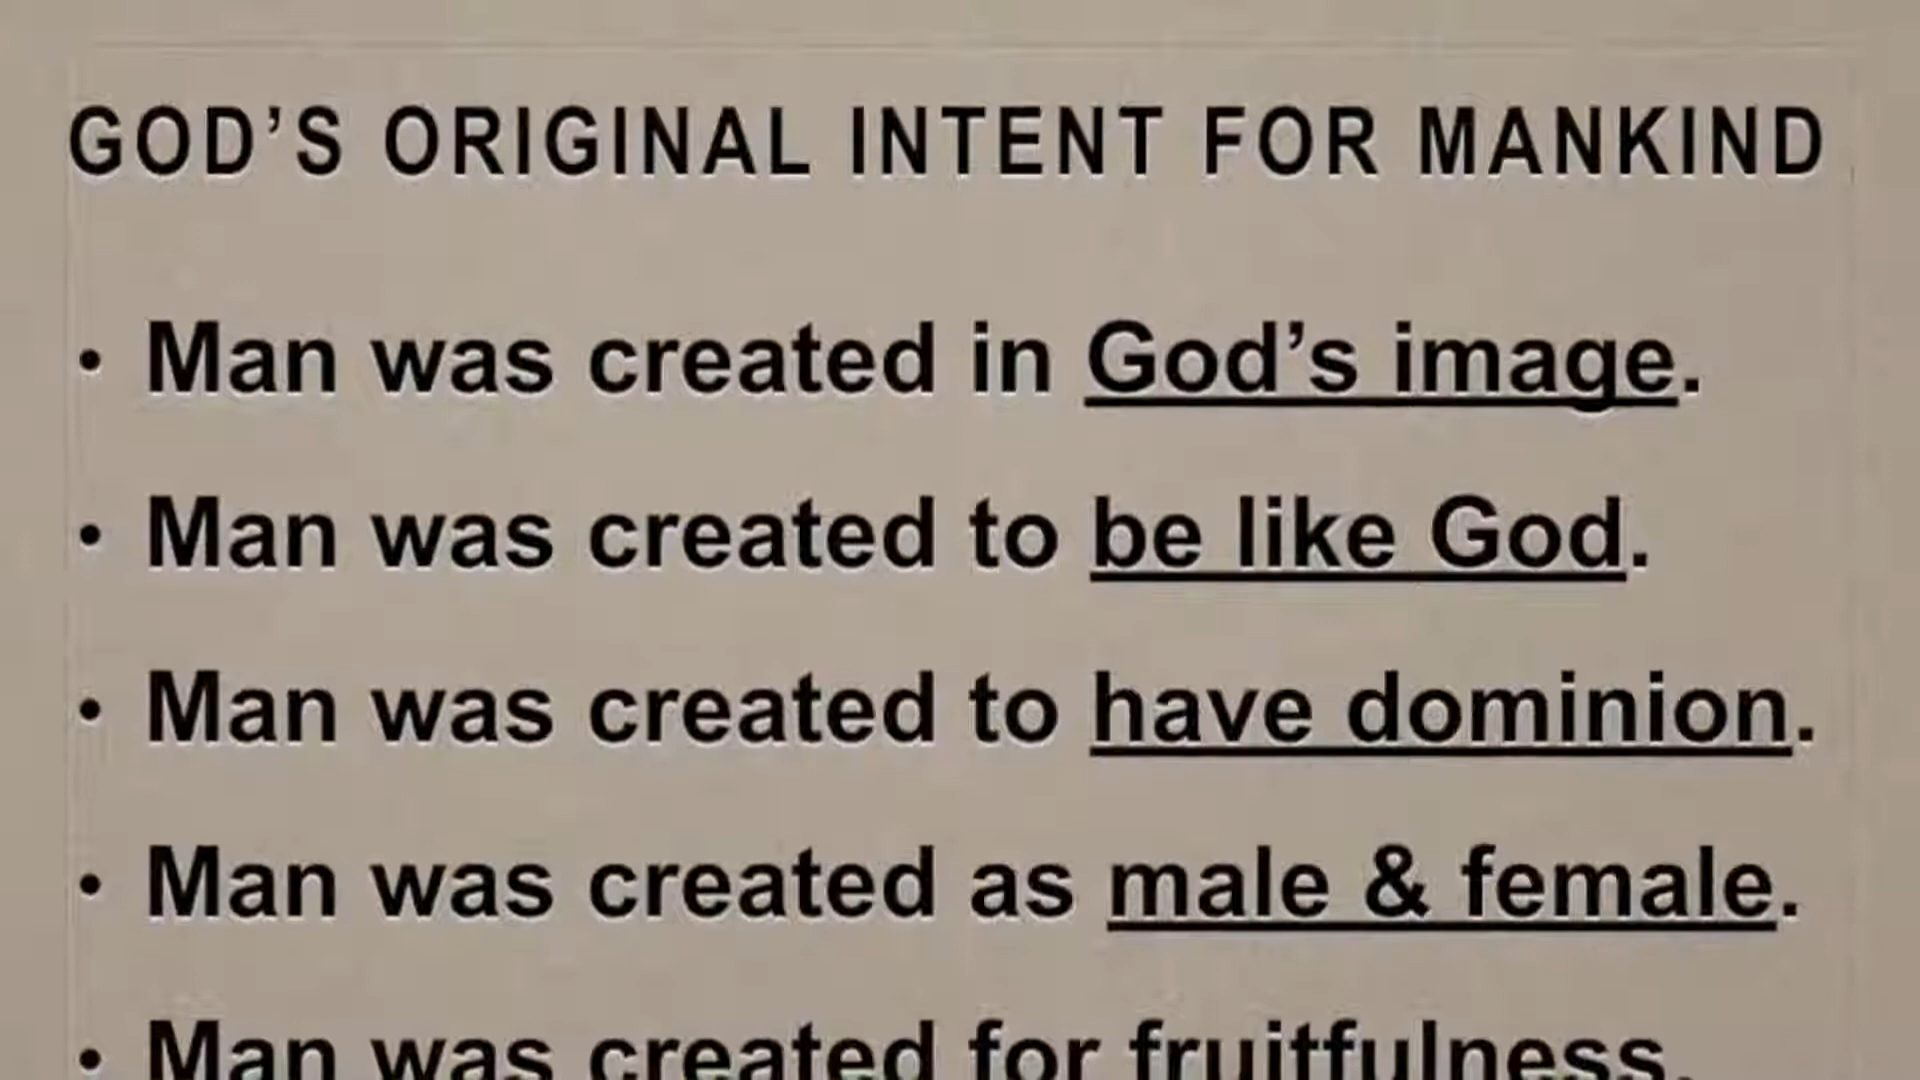 GOD’S ORIGINAL INTENT FOR MANKIND
• Man was created in God’s image.
• Man was created to be like God.
• Man was created to have dominion.
• Man was created as male & female.
• Man was created for fruitfulness.